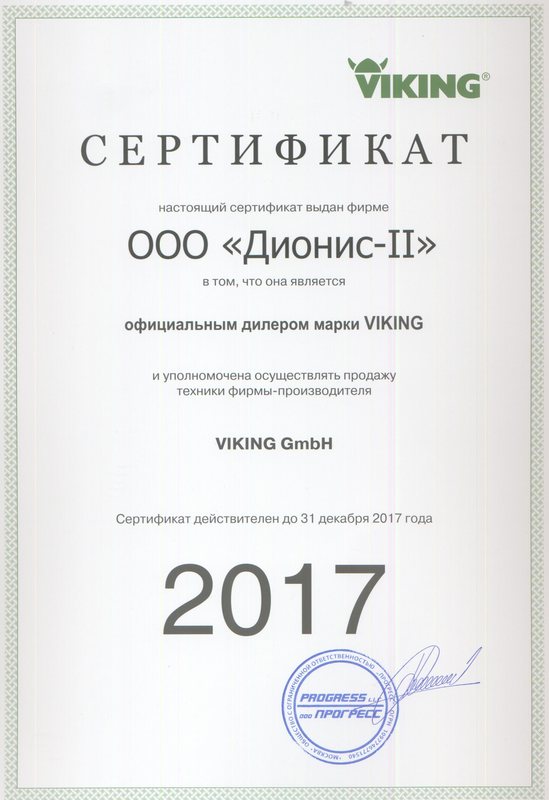 VIKING®
СЕРТИФИКАТ
настоящий сертификат выдан фирме
ООО «Дионис-II»
в том, что она является
официальным дилером марки VIKING
и уполномочена осуществлять продажу
техники фирмы-производителя
VIKING GmbH
Сертификат действителен до 31 декабря 2017 года
2017
ОБЩЕСТВО С ОГРАНИЧЕННОЙ ОТВЕТСТВЕННОСТЬЮ "ПРОГРЕСС"
PROGRESS
ООО ПРОГРЕСС
"МОСКВА"